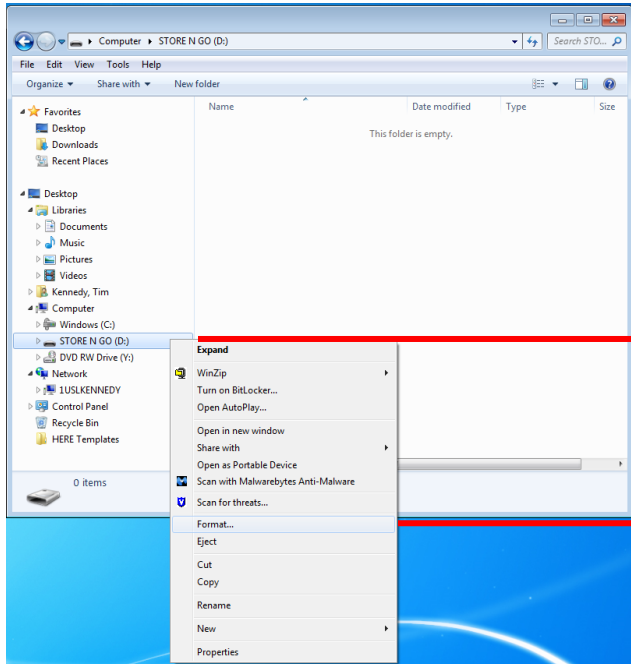 Computer STORE N GO (D:) Search STO...
File Edit View Tools Help
Organize Share with New folder
Name Date modified Type Size
This folder is empty.
Favorites
Desktop
Downloads
Recent Places
Desktop
Libraries
Documents
Music
Pictures
Videos
Kennedy, Tim
Computer
Windows (C:)
STORE N GO (D:)
DVD RW Drive (Y:)
Network
1USLKENNEDY
Control Panel
Recycle Bin
HERE Templates
0 items
Expand
WinZip
Turn on BitLocker...
Open AutoPlay...
Open in new window
Share with
Open as Portable Device
Scan with Malwarebytes Anti-Malware
Scan for threats...
Format...
Eject
Cut
Copy
Rename
New
Properties